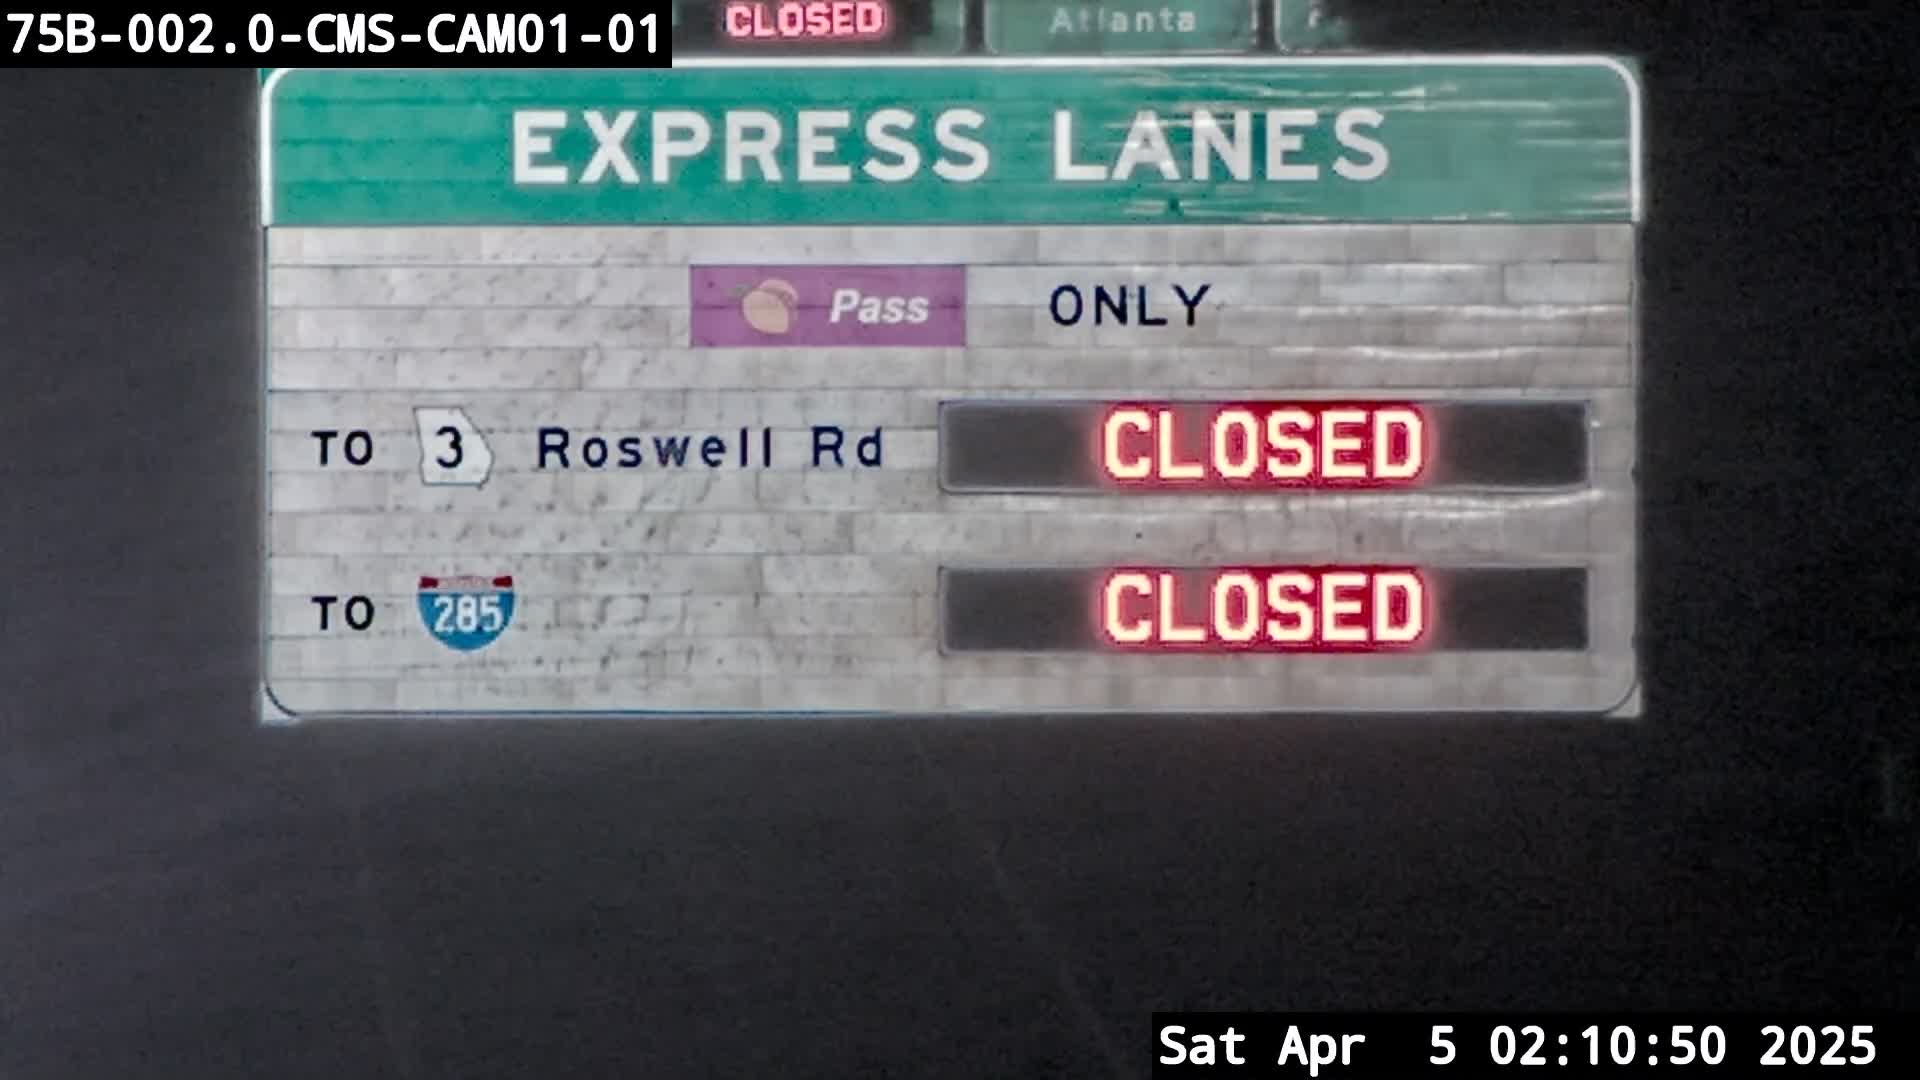 75B-002.0-CMS-CAM01-01
CLOSED
Atlanta
EXPRESS LANES
Pass ONLY
TO 3 Roswell Rd CLOSED
TO 285 CLOSED
Sat Apr 5 02:10:50 2025